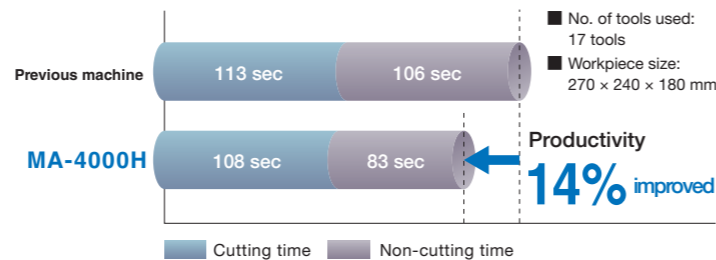 ■ No. of tools used:
17 tools
■ Workpiece size:
270 × 240 × 180 mm
Previous machine
113 sec
106 sec
MA-4000H
108 sec
83 sec
Productivity
14% improved
Cutting time
Non-cutting time